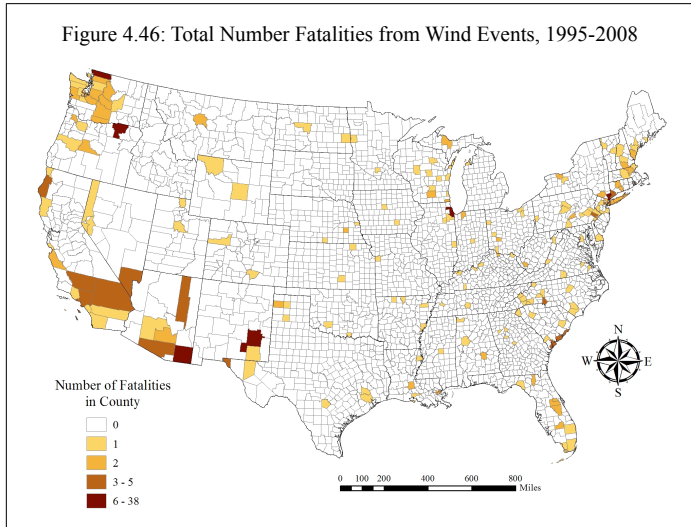 Figure 4.46: Total Number Fatalities from Wind Events, 1995-2008
N
W E
S
Number of Fatalities
in County
0
1
2
3 - 5
6 - 38
0 100 200 400 600 800
Miles